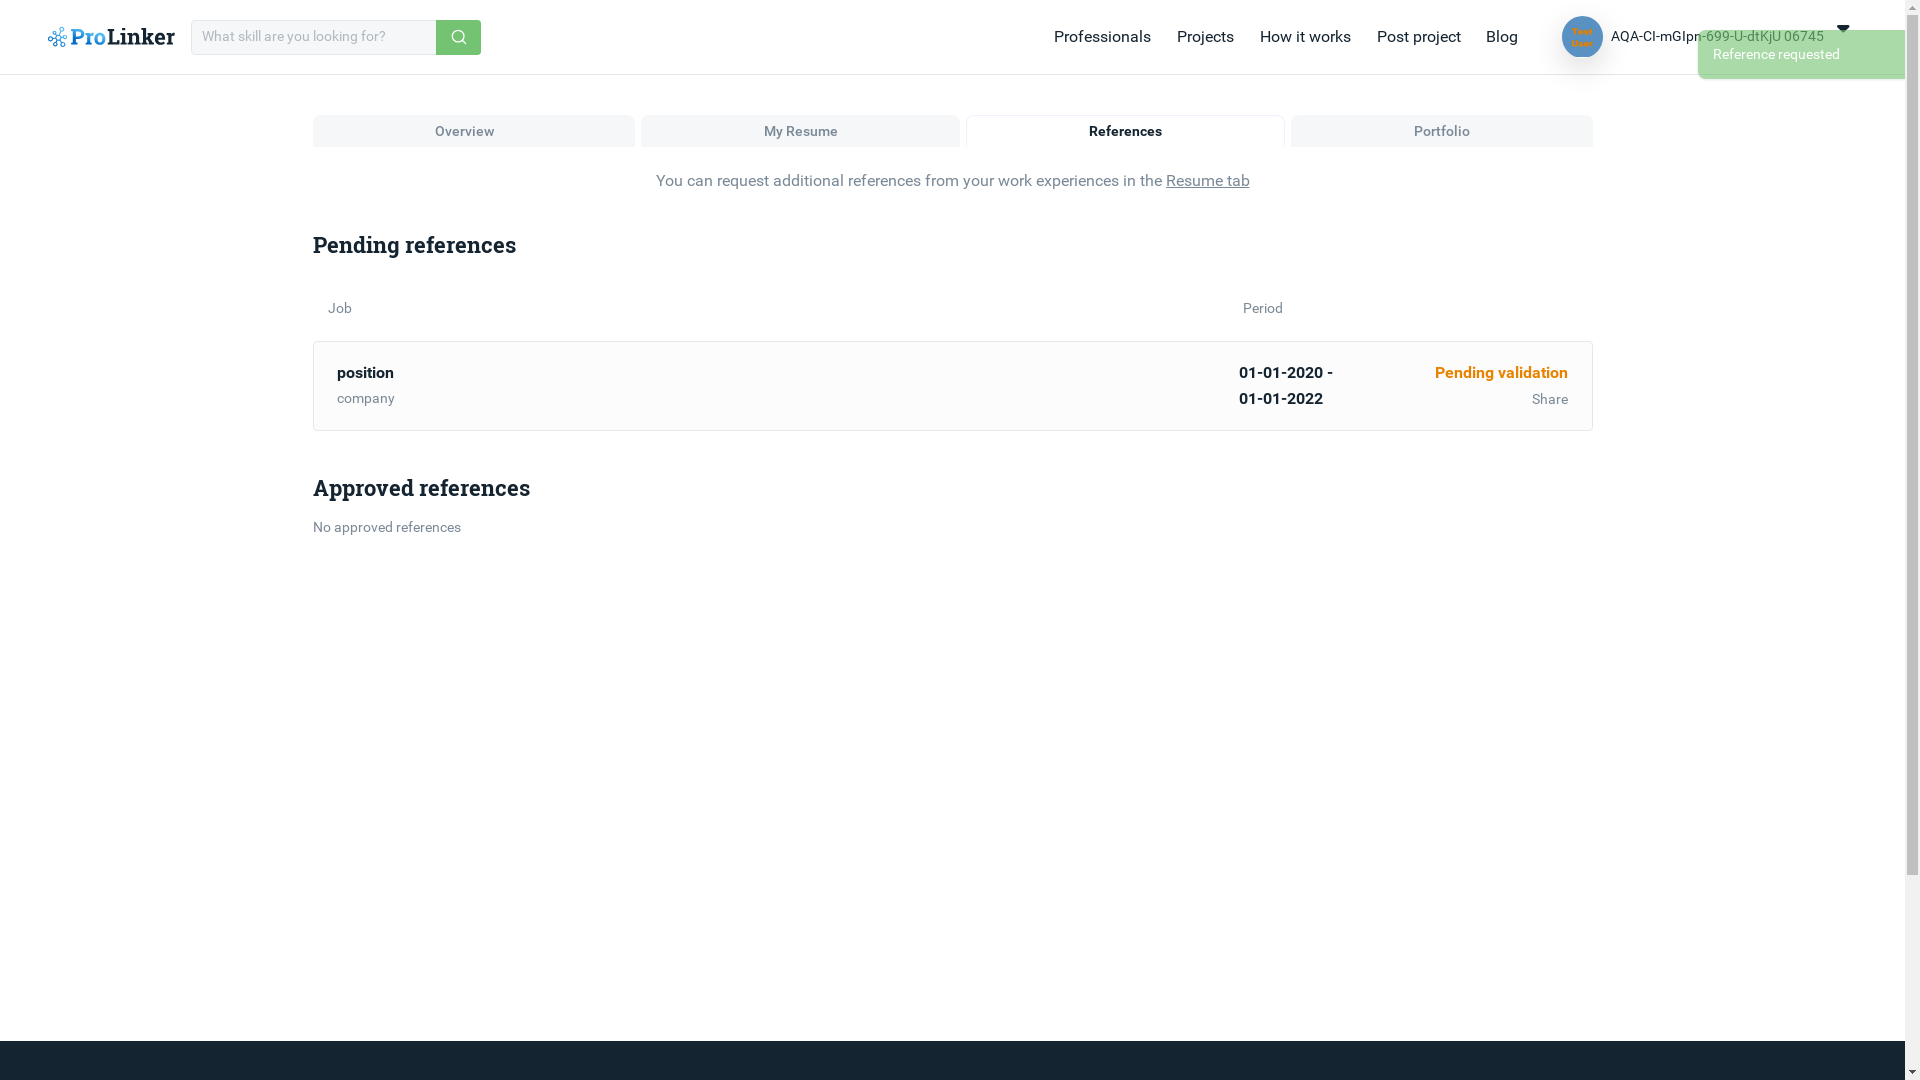 ProLinker
What skill are you looking for?
Professionals
Projects
How it works
Post project
Blog
Test
User
AQA-CI-mGIpn-699-U-dtKjU 06745
Reference requested
Overview
My Resume
References
Portfolio
You can request additional references from your work experiences in the Resume tab
Pending references
Job
Period
position
company
01-01-2020 -
01-01-2022
Pending validation
Share
Approved references
No approved references